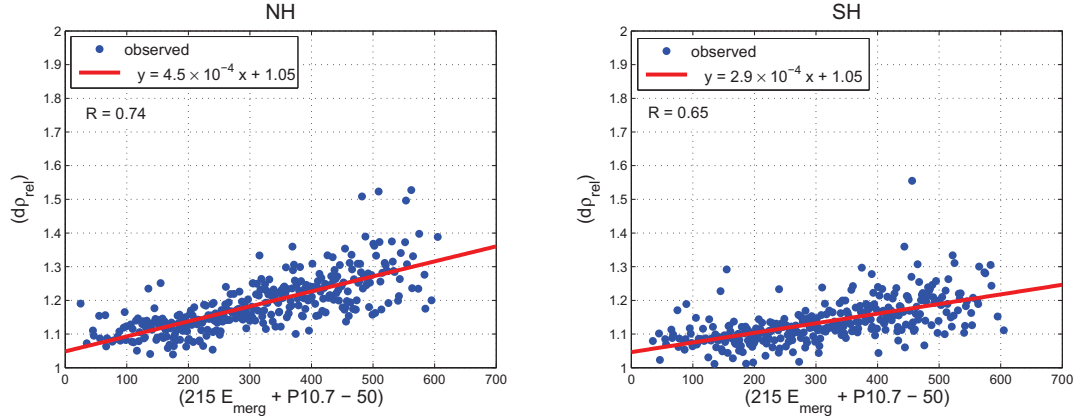 NH
2
1.9
1.8
1.7
1.6
1.5
1.4
1.3
1.2
1.1
1
(dρrel)
observed
y = 4.5 × 10−4 x + 1.05
R = 0.74
0 100 200 300 400 500 600 700
(215 Emerg + P10.7 − 50)
SH
2
1.9
1.8
1.7
1.6
1.5
1.4
1.3
1.2
1.1
1
(dρrel)
observed
y = 2.9 × 10−4 x + 1.05
R = 0.65
0 100 200 300 400 500 600 700
(215 Emerg + P10.7 − 50)